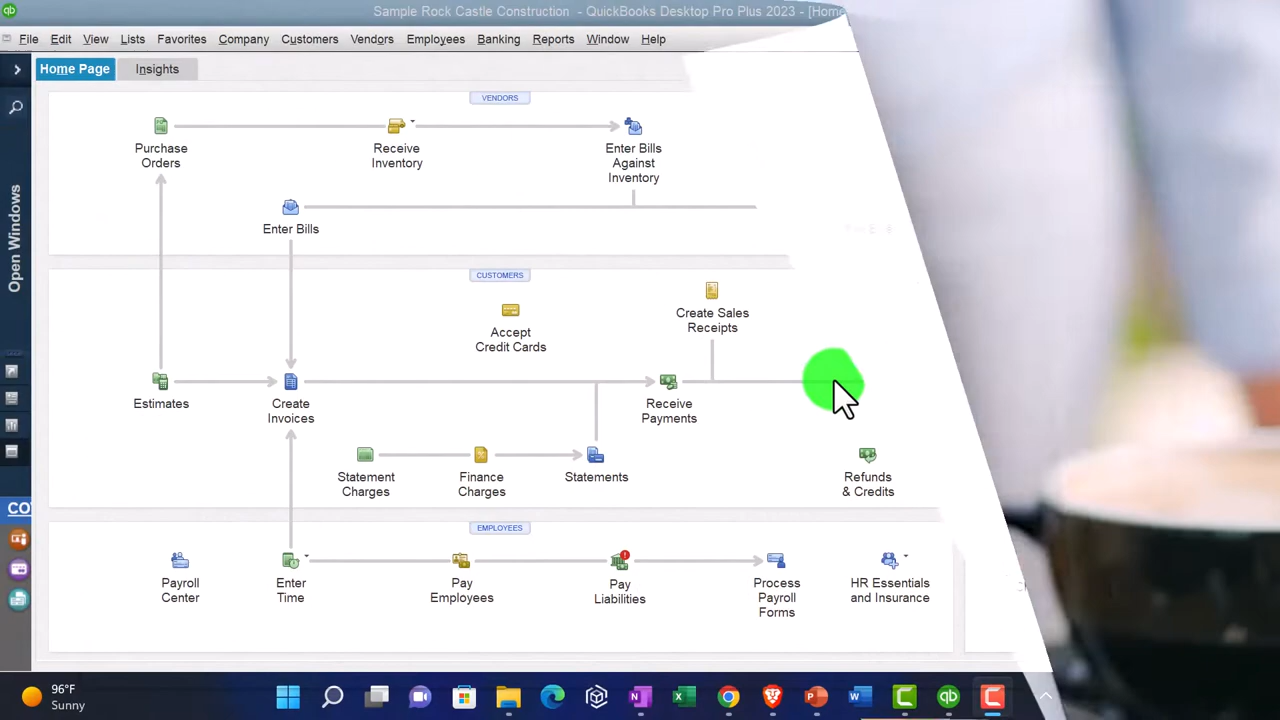 Sample Rock Castle Construction - QuickBooks Desktop Pro Plus 2023 - [Home
File Edit View Lists Favorites Company Customers Vendors Employees Banking Reports Window Help
Home Page Insights
Open Windows
VENDORS
Purchase
Orders
Receive
Inventory
Enter Bills
Against
Inventory
Enter Bills
CUSTOMERS
Accept
Credit Cards
Create Sales
Receipts
Estimates
Create
Invoices
Receive
Payments
Statement
Charges
Finance
Charges
Statements
Refunds
& Credits
EMPLOYEES
Payroll
Center
Enter
Time
Pay
Employees
Pay
Liabilities
Process
Payroll
Forms
HR Essentials
and Insurance
96°F
Sunny